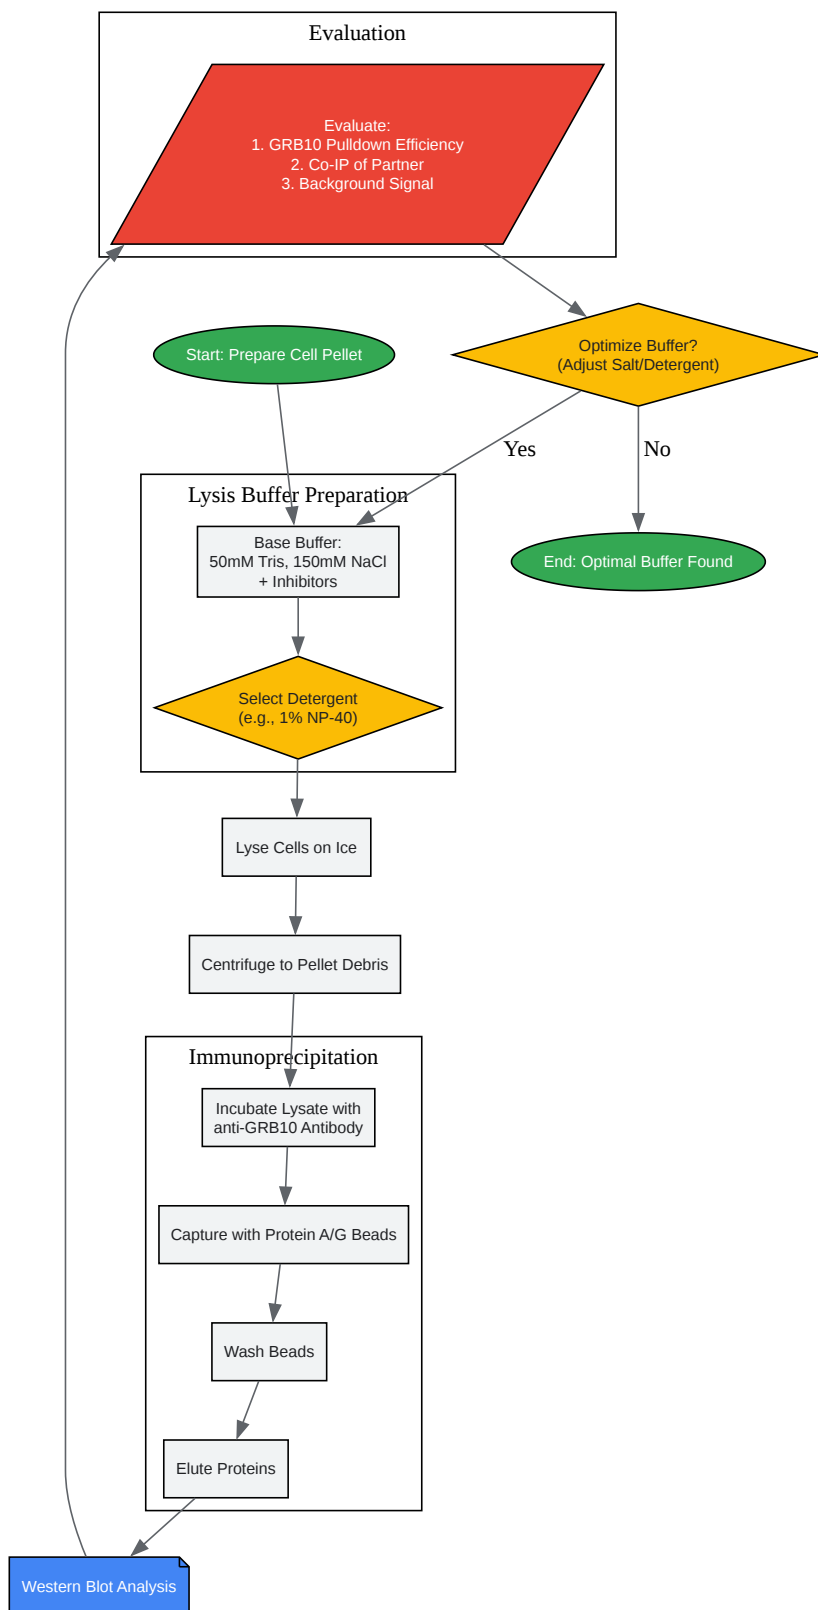 Evaluation
Evaluate:
1. GRB10 Pulldown Efficiency
2. Co-IP of Partner
3. Background Signal
Start: Prepare Cell Pellet
Optimize Buffer?
(Adjust Salt/Detergent)
Yes
No
Lysis Buffer Preparation
Base Buffer:
50mM Tris, 150mM NaCl
+ Inhibitors
End: Optimal Buffer Found
Select Detergent
(e.g., 1% NP-40)
Lyse Cells on Ice
Centrifuge to Pellet Debris
Immunoprecipitation
Incubate Lysate with
anti-GRB10 Antibody
Capture with Protein A/G Beads
Wash Beads
Elute Proteins
Western Blot Analysis